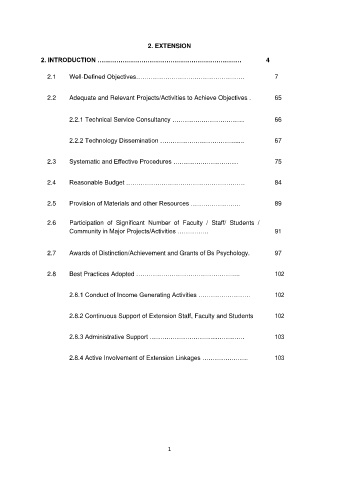 2. EXTENSION
2. INTRODUCTION ……………………………………………………………… 4
2.1 Well-Defined Objectives……………………………………………… 7
2.2 Adequate and Relevant Projects/Activities to Achieve Objectives . 65
2.2.1 Technical Service Consultancy ……………………………… 66
2.2.2 Technology Dissemination …………………………………... 67
2.3 Systematic and Effective Procedures ………………………….. 75
2.4 Reasonable Budget ………………………………………………… 84
2.5 Provision of Materials and other Resources ……………………. 89
2.6 Participation of Significant Number of Faculty / Staff/ Students /
Community in Major Projects/Activities …………… 91
2.7 Awards of Distinction/Achievement and Grants of Bs Psychology. 97
2.8 Best Practices Adopted …………………………………………….. 102
2.8.1 Conduct of Income Generating Activities ……………………… 102
2.8.2 Continuous Support of Extension Staff, Faculty and Students 102
2.8.3 Administrative Support ………………………………………… 103
2.8.4 Active Involvement of Extension Linkages ………………….. 103
1